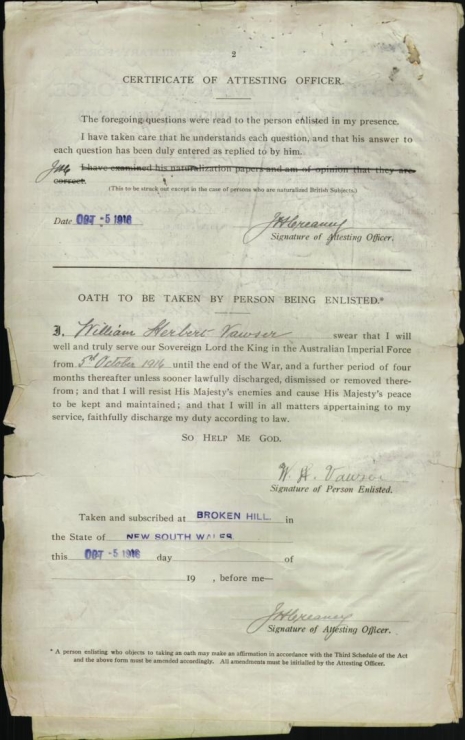 2
CERTIFICATE OF ATTESTING OFFICER.
The foregoing questions were read to the person enlisted in my presence.
I have taken care that he understands each question, and that his answer to
each question has been duly entered as replied to by him.
I have examined his naturalization papers and am of opinion that they are
correct.
(This to be struck out except in the case of persons who are naturalized British Subjects.)
Date OCT -5 1916
Signature of Attesting Officer.
OATH TO BE TAKEN BY PERSON BEING ENLISTED.*
I, William Herbert Vawser swear that I will
well and truly serve our Sovereign Lord the King in the Australian Imperial Force
from 5th October 1916 until the end of the War, and a further period of four
months thereafter unless sooner lawfully discharged, dismissed or removed there-
from; and that I will resist His Majesty's enemies and cause His Majesty's peace
to be kept and maintained; and that I will in all matters appertaining to my
service, faithfully discharge my duty according to law.
SO HELP ME GOD.
W. H. Vawser
Signature of Person Enlisted.
Taken and subscribed at BROKEN HILL. in
the State of NEW SOUTH WALES
this OCT -5 1916 day of
19 , before me—
Signature of Attesting Officer.
* A person enlisting who objects to taking an oath may make an affirmation in accordance with the Third Schedule of the Act
and the above form must be amended accordingly. All amendments must be initialled by the Attesting Officer.